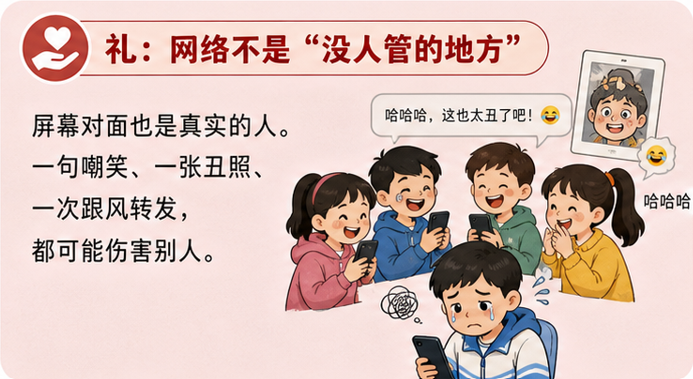 礼：网络不是“没人管的地方”
屏幕对面也是真实的人。
一句嘲笑、一张丑照、
一次跟风转发，
都可能伤害别人。
哈哈哈，这也太丑了吧！😂
哈哈哈